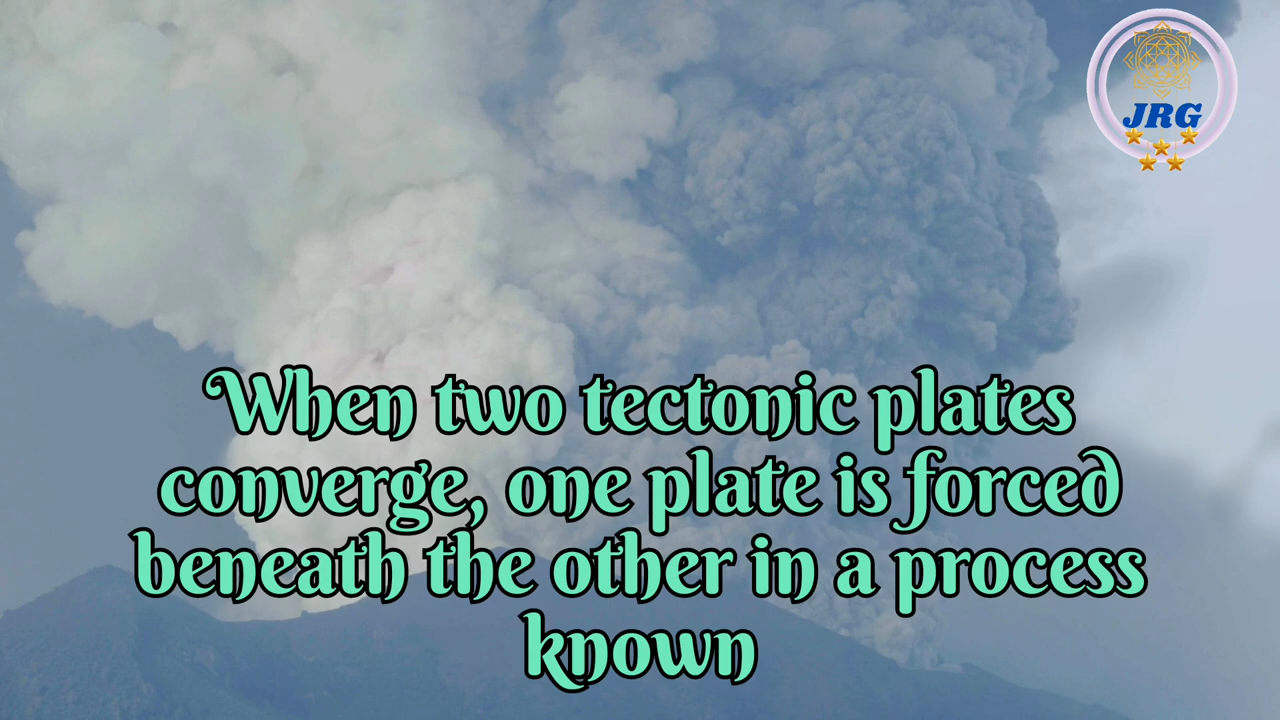 JRG
When two tectonic plates
converge, one plate is forced
beneath the other in a process
known